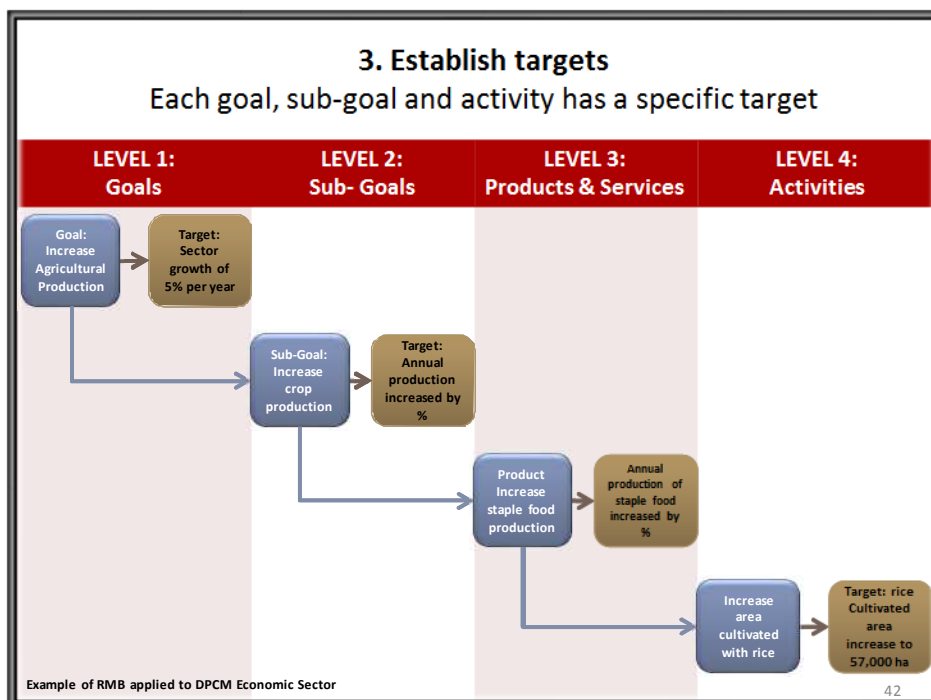 3. Establish targets
Each goal, sub-goal and activity has a specific target
LEVEL 1:
Goals
LEVEL 2:
Sub- Goals
LEVEL 3:
Products & Services
LEVEL 4:
Activities
Goal:
Increase
Agricultural
Production
Target:
Sector
growth of
5% per year
Sub-Goal:
Increase
crop
production
Target:
Annual
production
increased by
%
Product
Increase
staple food
production
Annual
production of
staple food
increased by
%
Increase
area
cultivated
with rice
Target: rice
Cultivated
area
increase to
57,000 ha
Example of RMB applied to DPCM Economic Sector
42